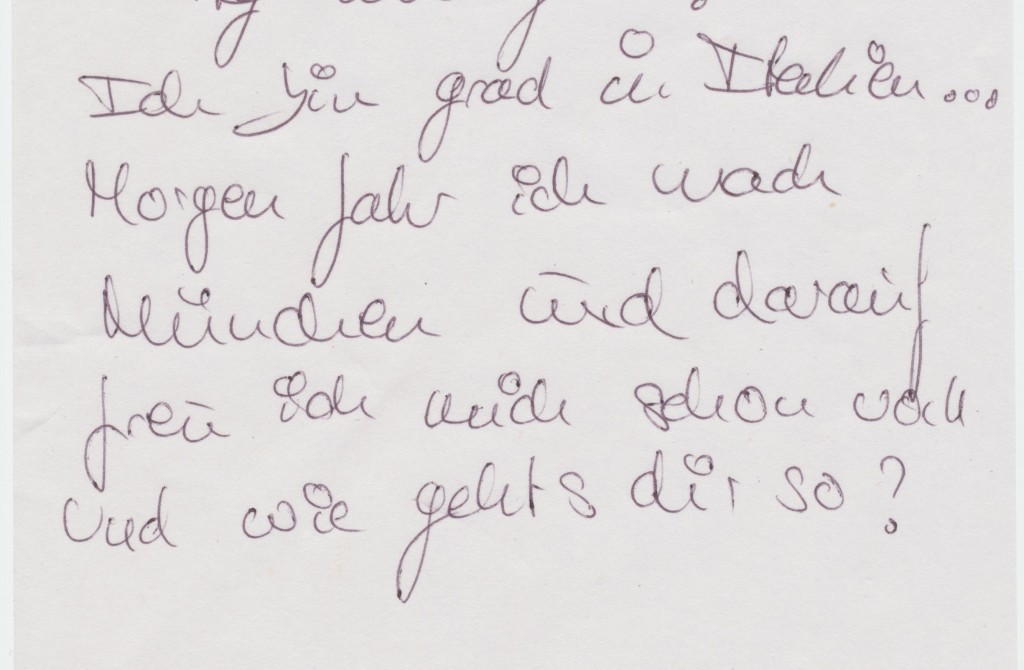 Ich bin grad in Italien...
Morgen fahr ich nach
München und darauf
freu ich mich schon voll
Und wie gehts dir so?